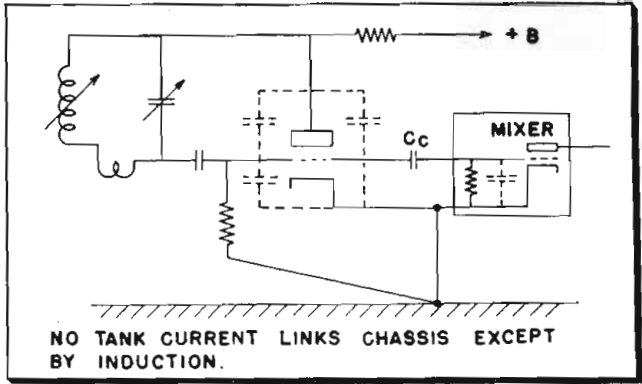 + B
Cc
MIXER
NO TANK CURRENT LINKS CHASSIS EXCEPT
BY INDUCTION.